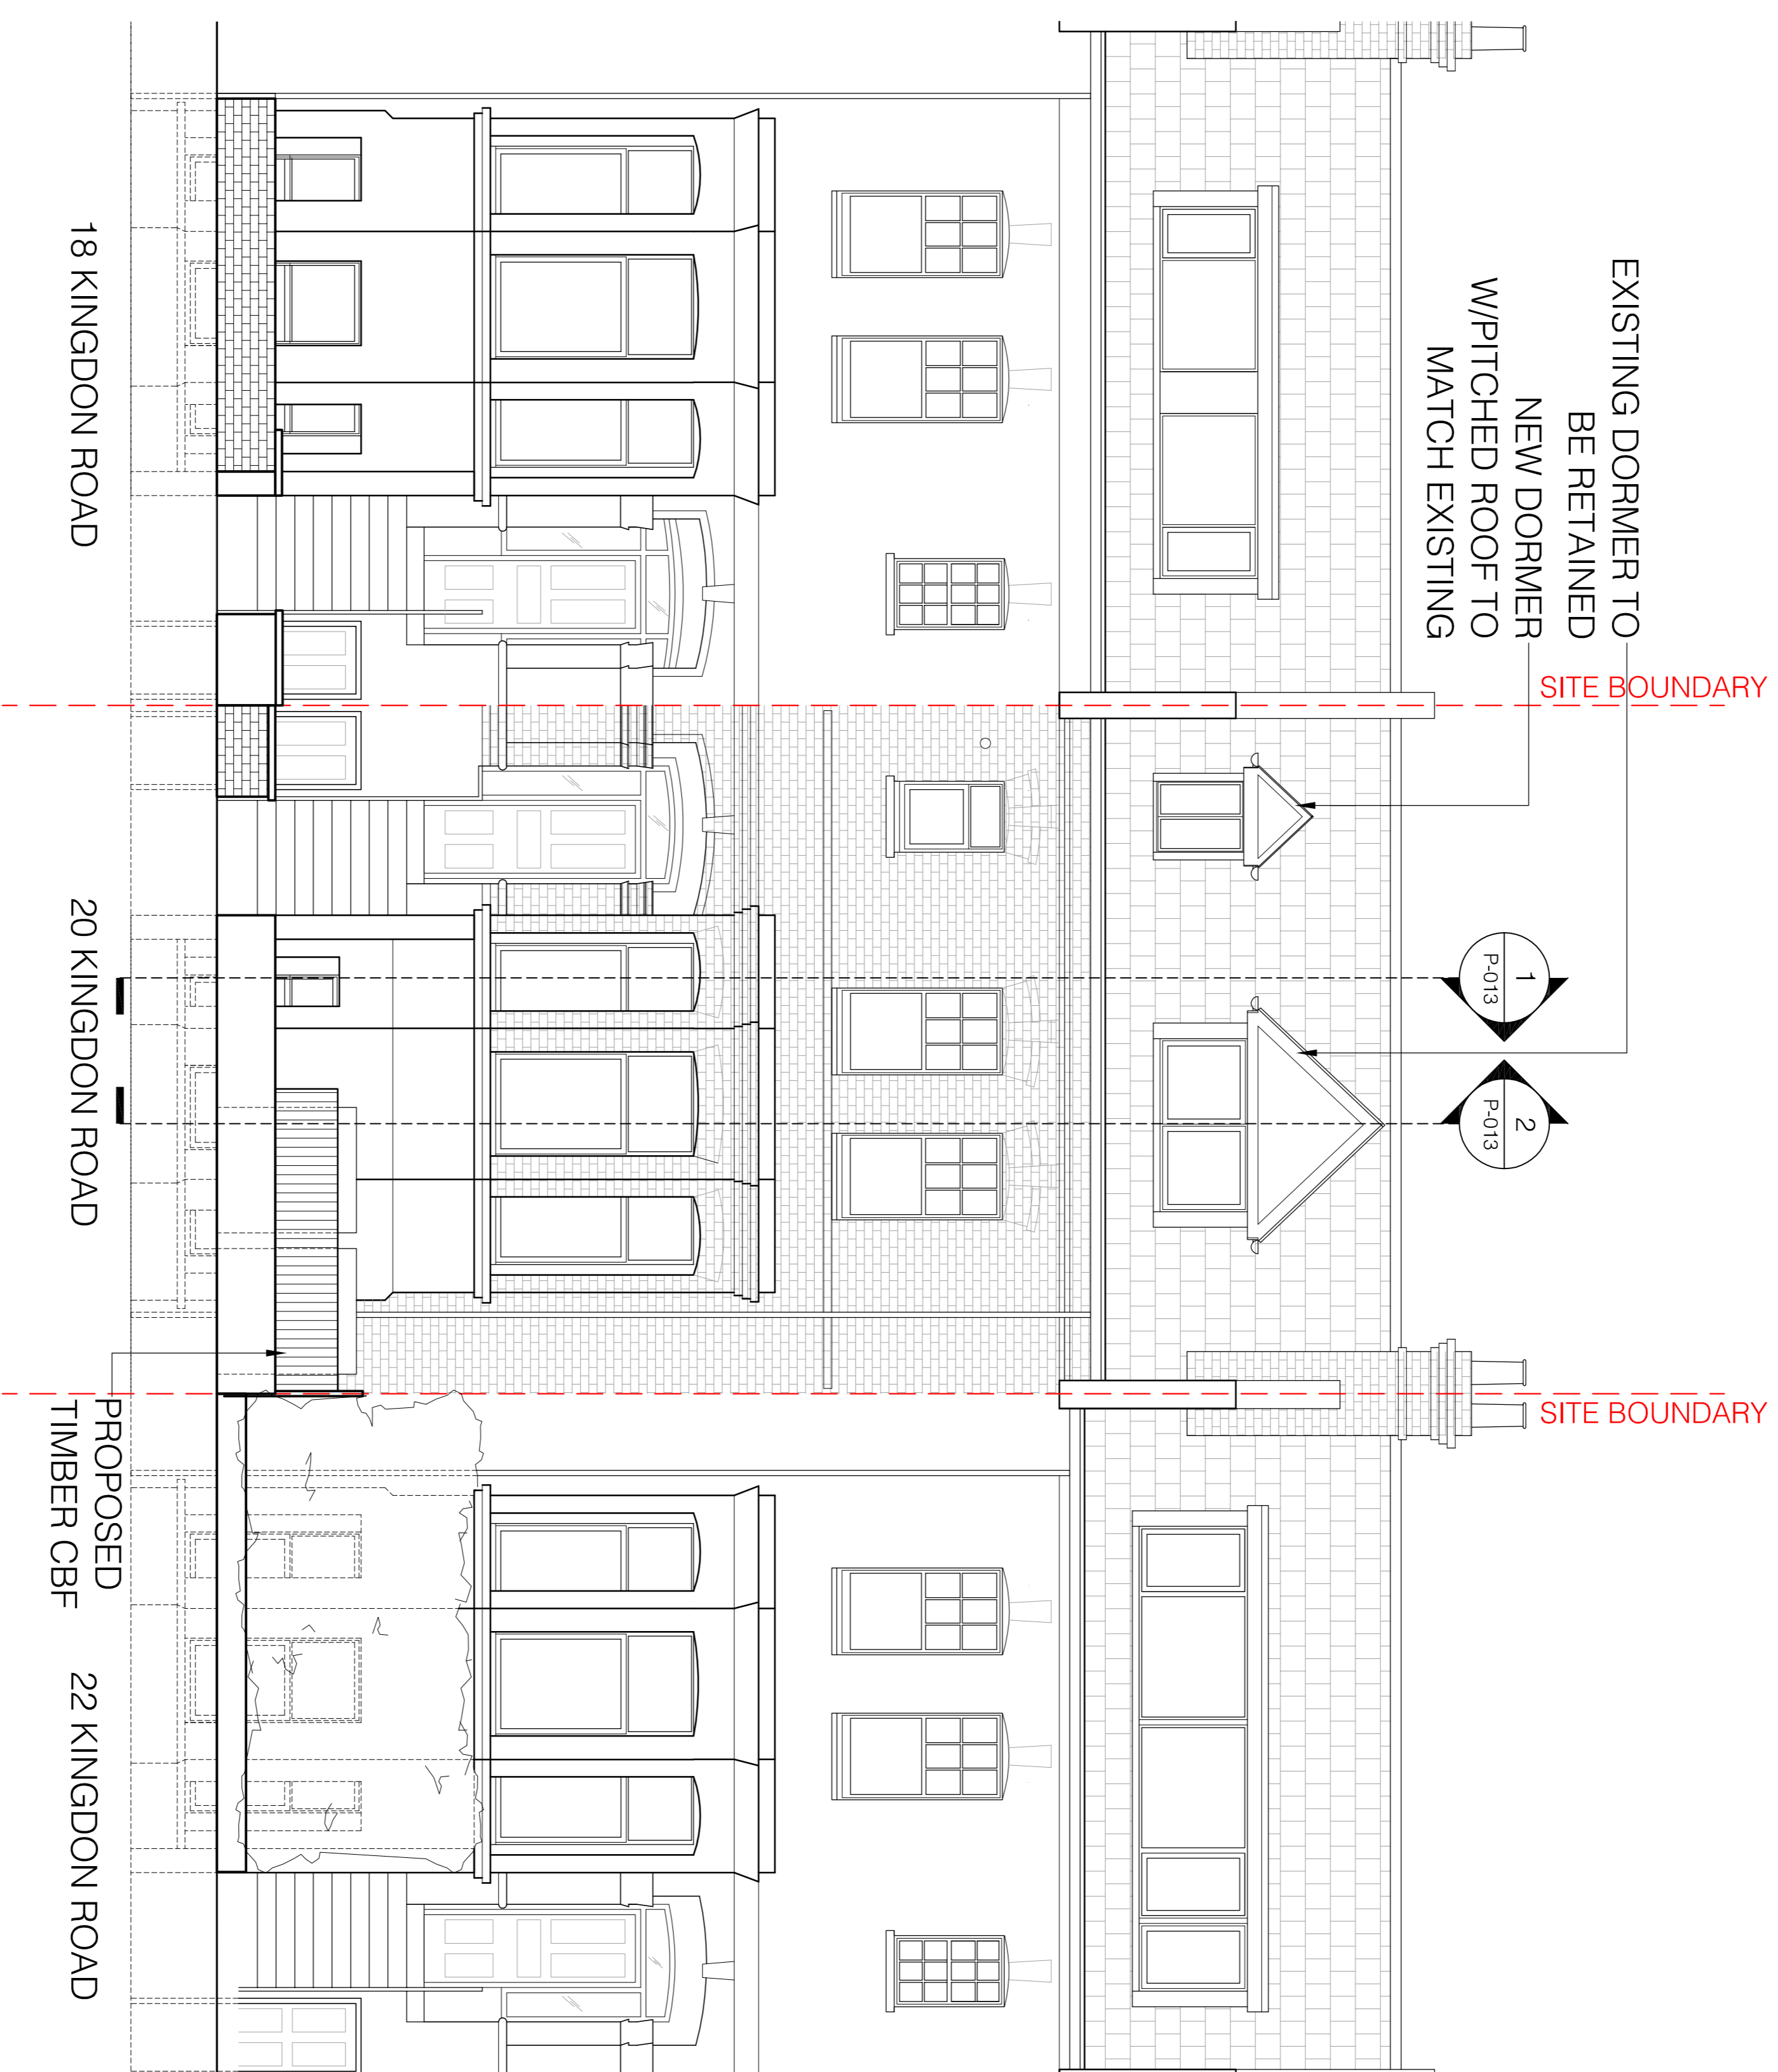 EXISTING DORMER TO
BE RETAINED
NEW DORMER
W/PITCHED ROOF TO
MATCH EXISTING
SITE BOUNDARY
1
P-013
2
P-013
SITE BOUNDARY
18 KINGDON ROAD
20 KINGDON ROAD
PROPOSED
TIMBER CBF
22 KINGDON ROAD